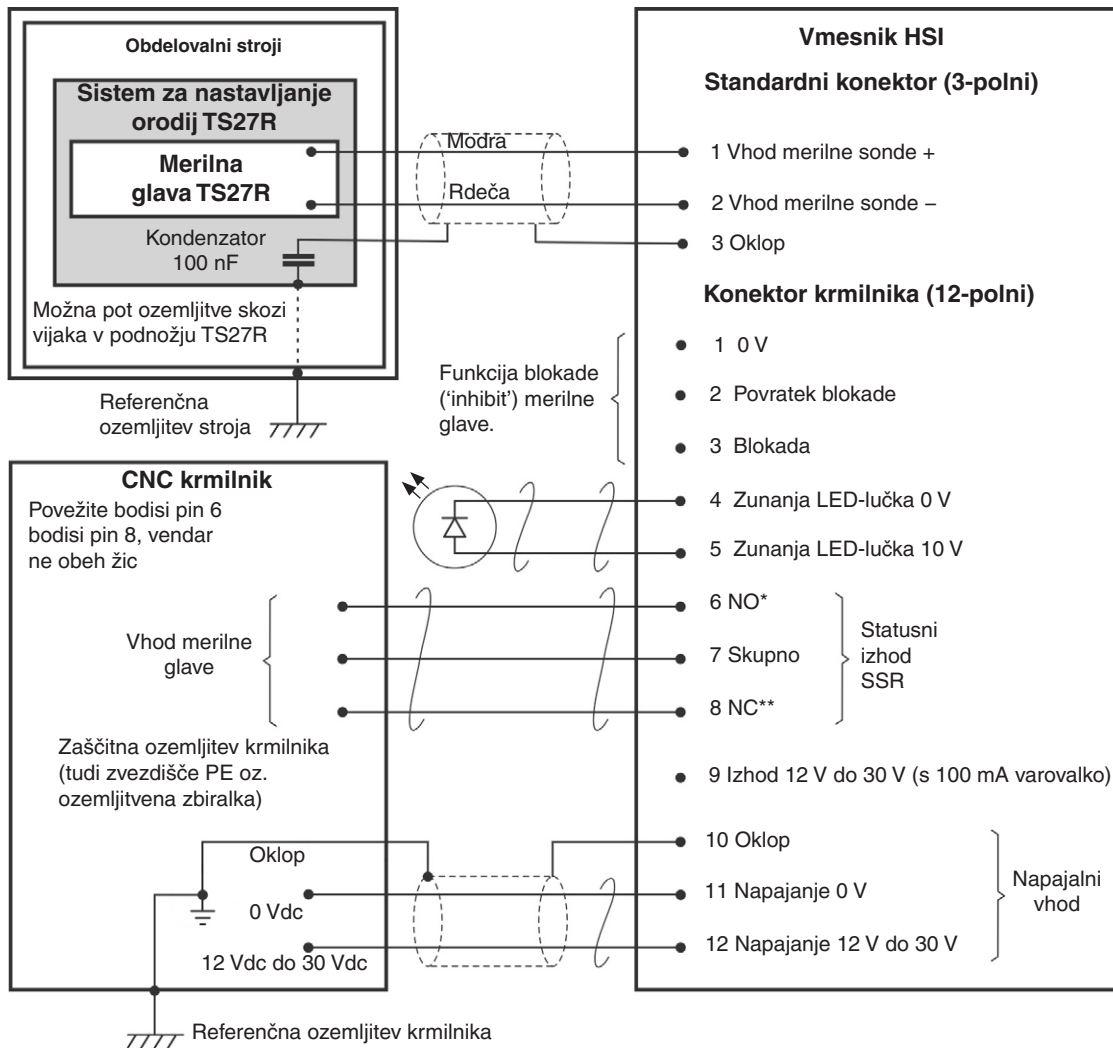 Obdelovalni stroji
Sistem za nastavljanje
orodij TS27R
Merilna
glava TS27R
Kondenzator
100 nF
Možna pot ozemljitve skozi
vijaka v podnožju TS27R
Referenčna
ozemljitev stroja
Modra
Rdeča
Vmesnik HSI
Standardni konektor (3-polni)
1 Vhod merilne sonde +
2 Vhod merilne sonde –
3 Oklop
Konektor krmilnika (12-polni)
1 0 V
2 Povratek blokade
3 Blokada
Funkcija blokade
(‘inhibit’) merilne
glave.
4 Zunanja LED-lučka 0 V
5 Zunanja LED-lučka 10 V
6 NO*
7 Skupno
8 NC**
Statusni
izhod
SSR
9 Izhod 12 V do 30 V (s 100 mA varovalko)
10 Oklop
11 Napajanje 0 V
12 Napajanje 12 V do 30 V
Napajalni
vhod
CNC krmilnik
Povežite bodisi pin 6
bodisi pin 8, vendar
ne obeh žic
Vhod merilne
glave
Zaščitna ozemljitev krmilnika
(tudi zvezdišče PE oz.
ozemljitvena zbiralka)
Oklop
0 Vdc
12 Vdc do 30 Vdc
Referenčna ozemljitev krmilnika